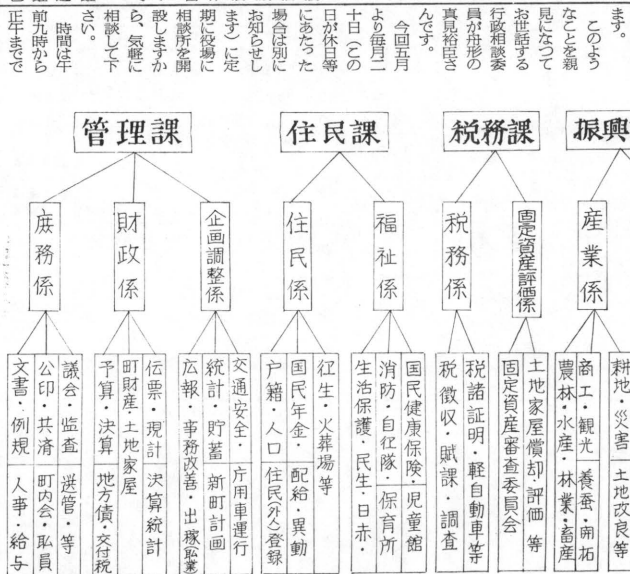 ます。
このよう
なことを親
見になって
お世話する
行政相談委
員が舟形の
真見裕臣さ
んです。
今回五月
より毎月二
十日（この
日が休日等
にあたった
場合は別に
お知らせし
ます）に定
期に役場に
相談所を開
設しますか
ら、気軽に
相談して下
さい。
時間は午
前九時から
正午までで
振興
産業係
耕地・災害 土地改良等
商工・観光 養蚕・開拓
農林・水産・林業・畜産
税務課
固定資産評価係
土地家屋償却・評価 等
固定資産審査委員会
税務係
税諸証明・軽自動車等
税徴収・賦課・調査
住民課
福祉係
国民健康保険・児童館
消防・自衛隊・保育所
生活保護・民生・日赤・
住民係
衛生・火葬場等
国民年金・ 配給・異動
戸籍・人口 住民(外人)登録
管理課
企画調整係
交通安全・ 庁用車運行
統計・貯蓄 新町計画
広報・事務改善・出稼
財政係
伝票・現計 決算統計
町財産・土地家屋
予算・決算 地方債・交付税
庶務係
議会・監査 選管・等
公印・共済 町内会・職員
文書・例規 人事・給与